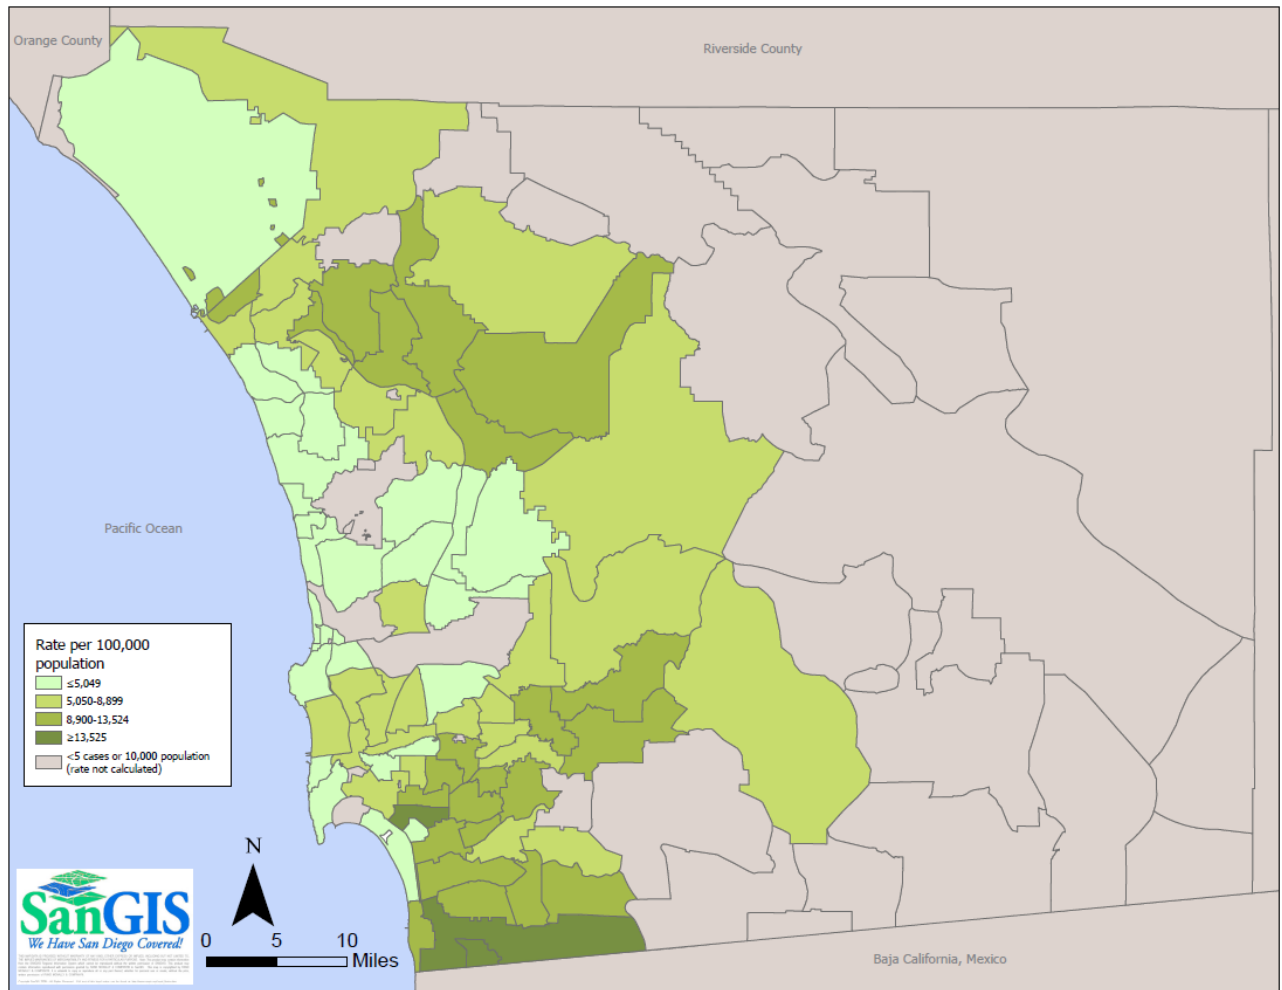 Orange County
Riverside County
Pacific Ocean
Rate per 100,000
population
≤5,049
5,050-8,899
8,900-13,524
≥13,525
<5 cases or 10,000 population
(rate not calculated)
N
0 5 10
Miles
SanGIS
We Have San Diego Covered!
Baja California, Mexico